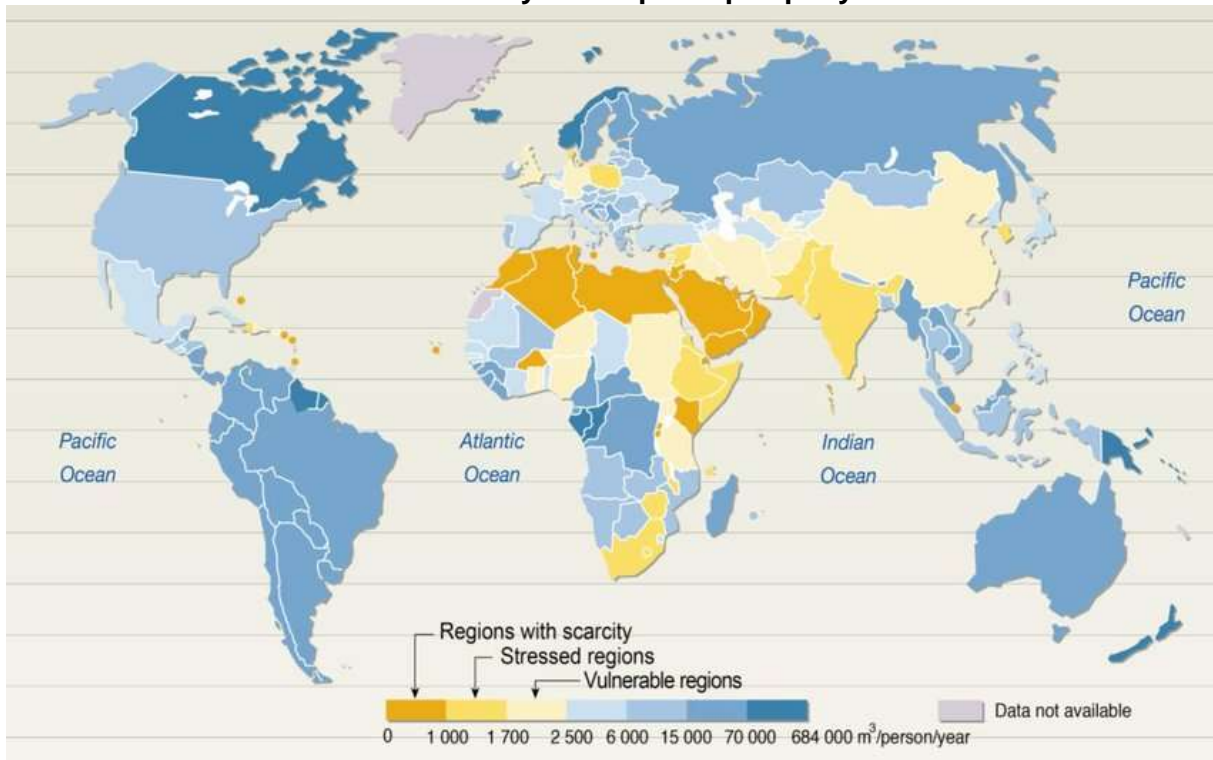 Pacific
Ocean
Pacific
Ocean
Atlantic
Ocean
Indian
Ocean
Regions with scarcity
Stressed regions
Vulnerable regions
0 1 000 1 700 2 500 6 000 15 000 70 000 684 000 m³/person/year
Data not available